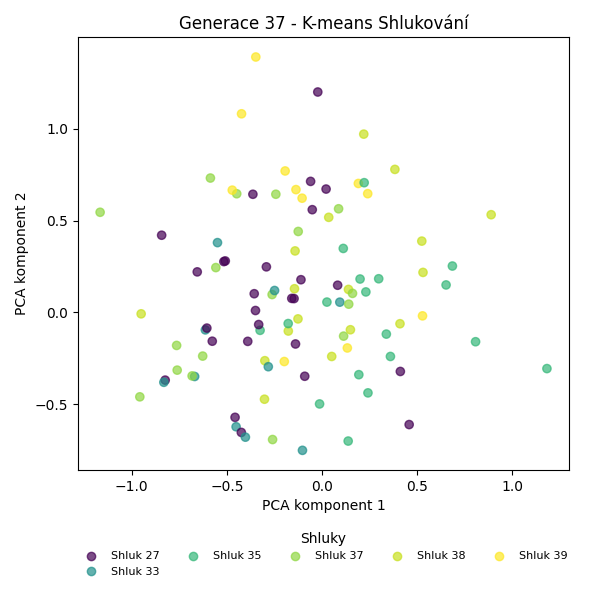 Generace 37 - K-means Shlukování
PCA komponent 2
1.0
0.5
0.0
−0.5
−1.0 −0.5 0.0 0.5 1.0
PCA komponent 1
Shluky
Shluk 27 Shluk 35 Shluk 37 Shluk 38 Shluk 39
Shluk 33